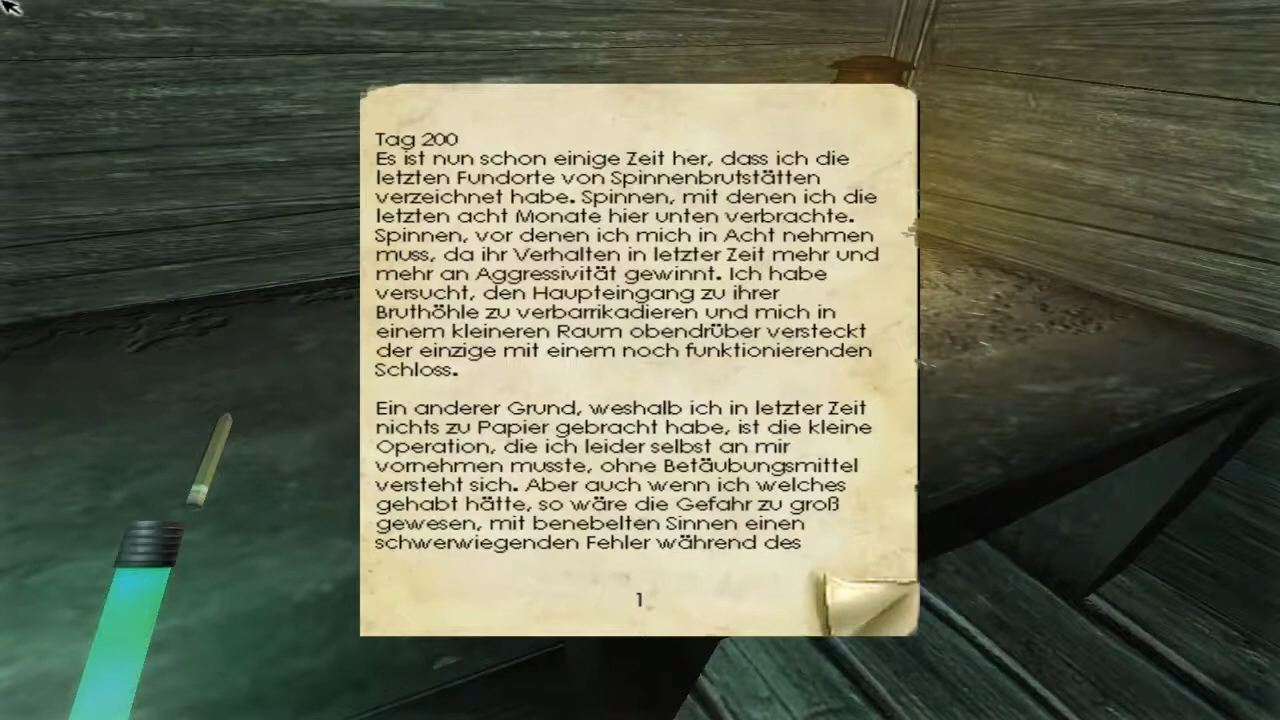 Tag 200
Es ist nun schon einige Zeit her, dass ich die
letzten Fundorte von Spinnenbrutstätten
verzeichnet habe. Spinnen, mit denen ich die
letzten acht Monate hier unten verbrachte.
Spinnen, vor denen ich mich in Acht nehmen
muss, da ihr Verhalten in letzter Zeit mehr und
mehr an Aggressivität gewinnt. Ich habe
versucht, den Haupteingang zu ihrer
Bruthöhle zu verbarrikadieren und mich in
einem kleineren Raum obendrüber versteckt
der einzige mit einem noch funktionierenden
Schloss.

Ein anderer Grund, weshalb ich in letzter Zeit
nichts zu Papier gebracht habe, ist die kleine
Operation, die ich leider selbst an mir
vornehmen musste, ohne Betäubungsmittel
versteht sich. Aber auch wenn ich welches
gehabt hätte, so wäre die Gefahr zu groß
gewesen, mit benebelten Sinnen einen
schwerwiegenden Fehler während des
1